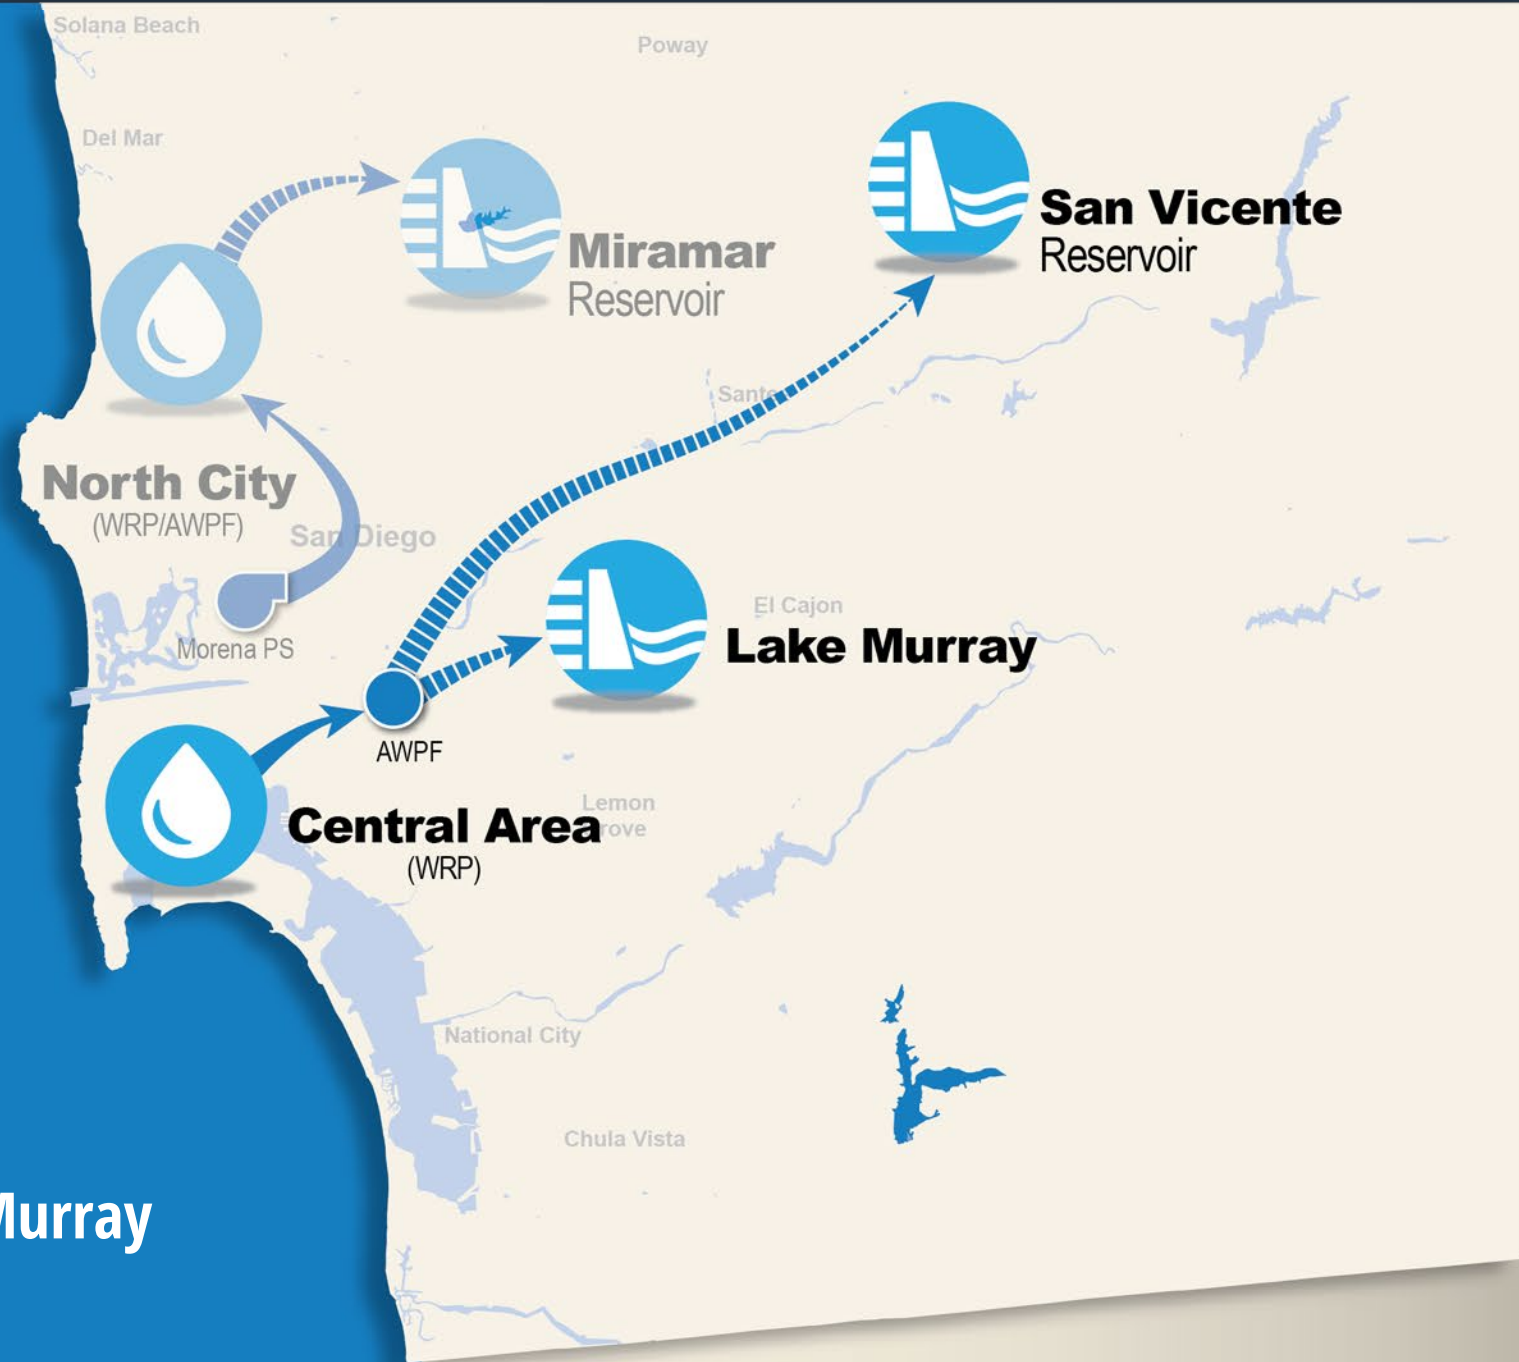 Solana Beach
Poway
Del Mar
San Vicente
Reservoir
Miramar
Reservoir
North City
(WRP/AWPF)
San Diego
El Cajon
Lake Murray
Morena PS
AWPF
Lemon
Central Area
(WRP)
National City
Chula Vista
Murray